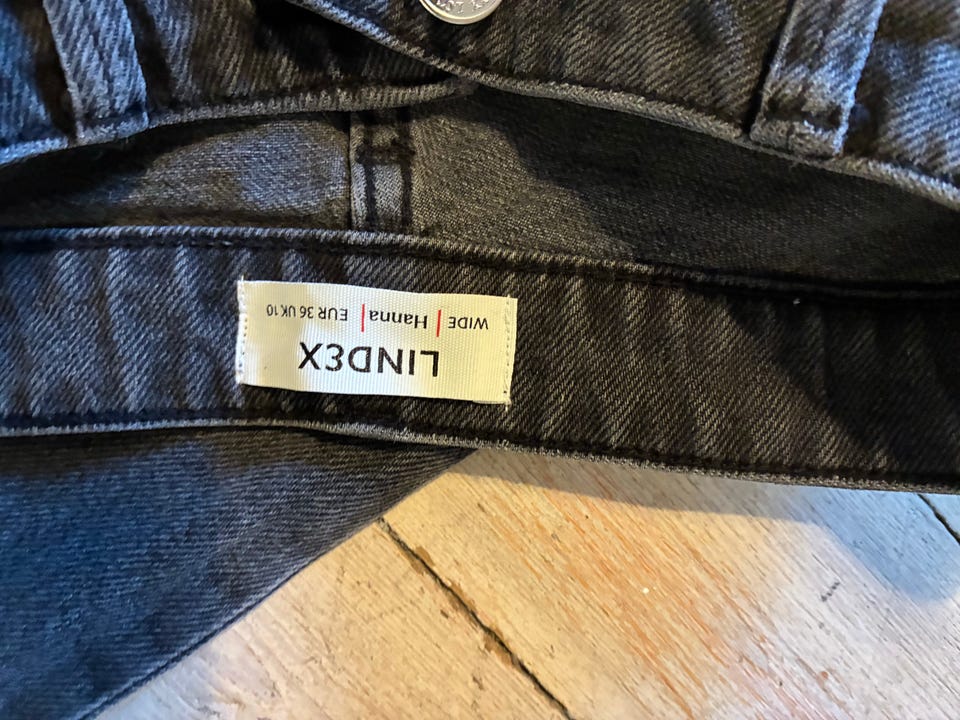 LINDEX
WIDE | Hanna | EUR 36 UK 10